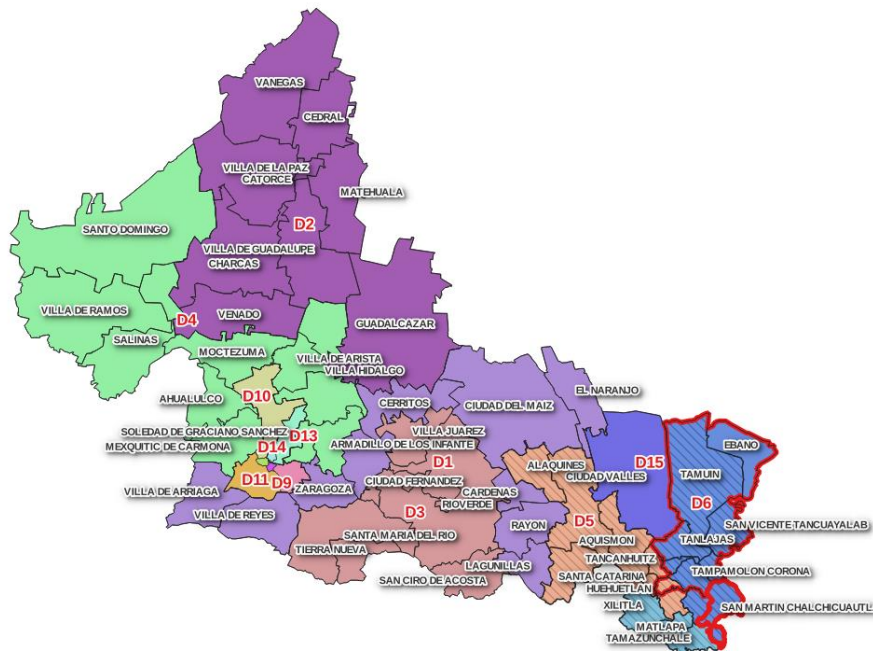 VANEGAS
CEDRAL
VILLA DE LA PAZ
CATORCE
MATEHUALA
SANTO DOMINGO
D2
VILLA DE GUADALUPE
CHARCAS
VILLA DE RAMOS
D4
VENADO
GUADALCAZAR
SALINAS
MOCTEZUMA
VILLA DE ARISTA
VILLA HIDALGO
EL NARANJO
AHUALULCO
D10
CERRITOS
CIUDAD DEL MAIZ
SOLEDAD DE GRACIANO SANCHEZ
D13
VILLA JUAREZ
MEXQUITIC DE CARMONA
D14
ARMADILLO DE LOS INFANTE
EBANO
D1
ALAQUINES
D15
CIUDAD VALLES
TAMUIN
D11
D9
ZARAGOZA
CIUDAD FERNANDEZ
VILLA DE ARRIAGA
CARDENAS
RIOVERDE
D6
VILLA DE REYES
D3
D5
RAYON
SAN VICENTE TANCUAYALAB
SANTA MARIA DEL RIO
AQUISMON
TANLAJAS
TIERRA NUEVA
TANCANHUITZ
LAGUNILLAS
TAMPAMOLON CORONA
SAN CIRO DE ACOSTA
SANTA CATARINA
HUEHUETLAN
XILITLA
SAN MARTIN CHALCHICUAUTL
MATLAPA
TAMAZUNCHALE